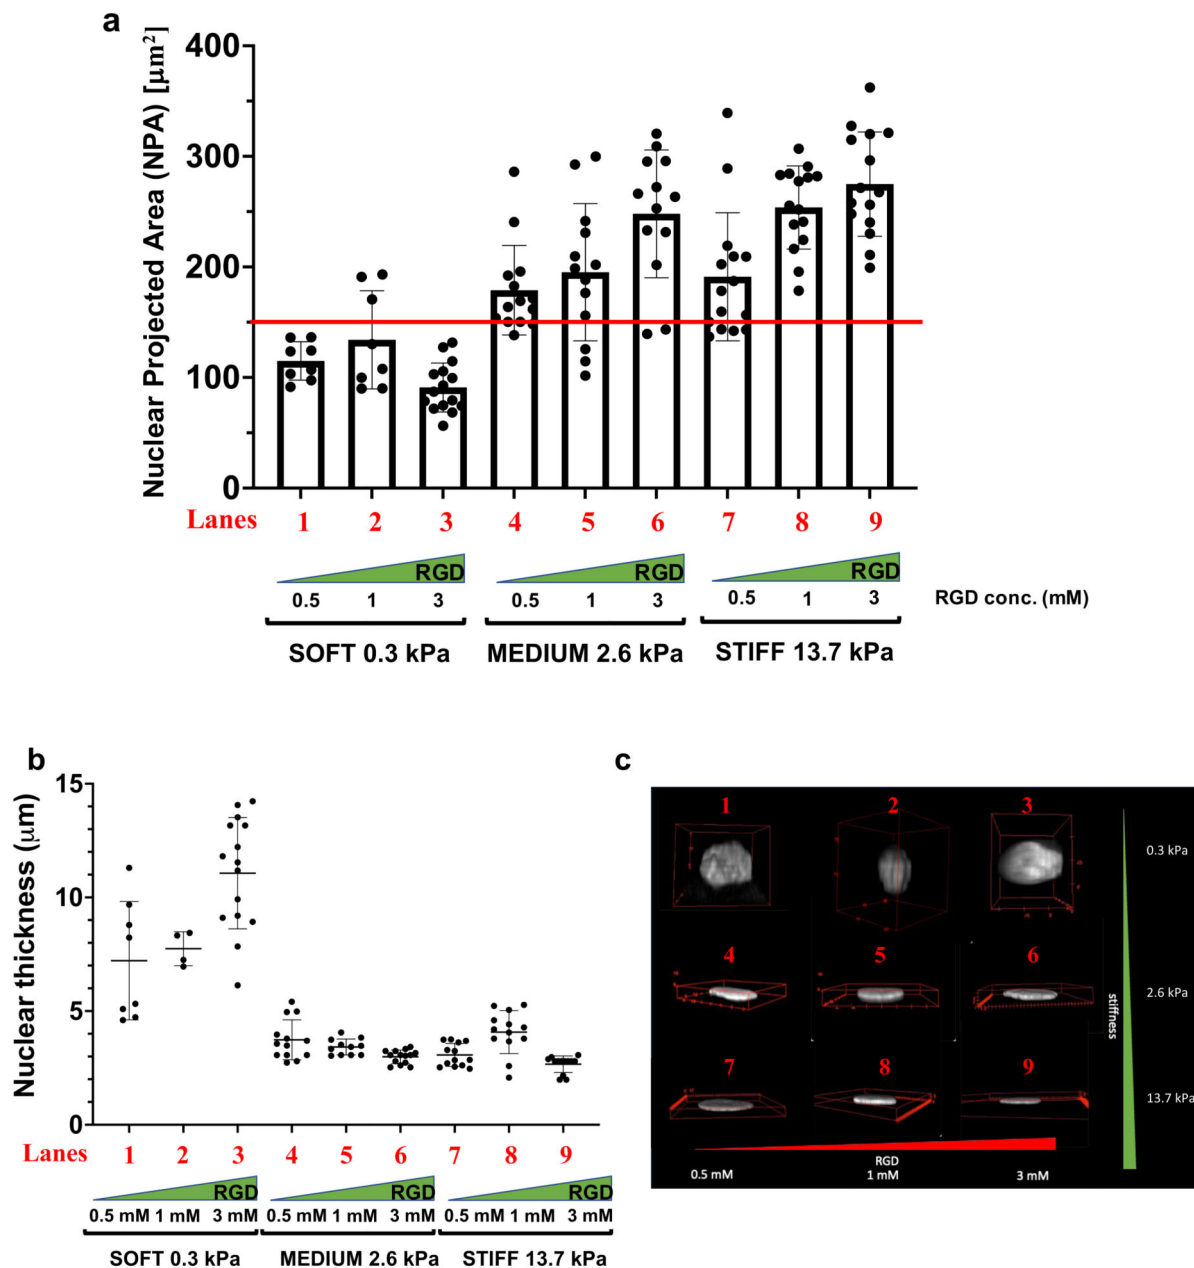 a
Nuclear Projected Area (NPA) [µm²]
400
300
200
100
0
Lanes 1 2 3 4 5 6 7 8 9
RGD RGD RGD
0.5 1 3 0.5 1 3 0.5 1 3 RGD conc. (mM)
SOFT 0.3 kPa MEDIUM 2.6 kPa STIFF 13.7 kPa
b
Nuclear thickness (µm)
15
10
5
0
Lanes 1 2 3 4 5 6 7 8 9
RGD RGD RGD
0.5 mM 1 mM 3 mM 0.5 mM 1 mM 3 mM 0.5 mM 1 mM 3 mM
SOFT 0.3 kPa MEDIUM 2.6 kPa STIFF 13.7 kPa
c
1 2 3
0.3 kPa
4 5 6
2.6 kPa
stiffness
7 8 9
13.7 kPa
RGD
0.5 mM 1 mM 3 mM